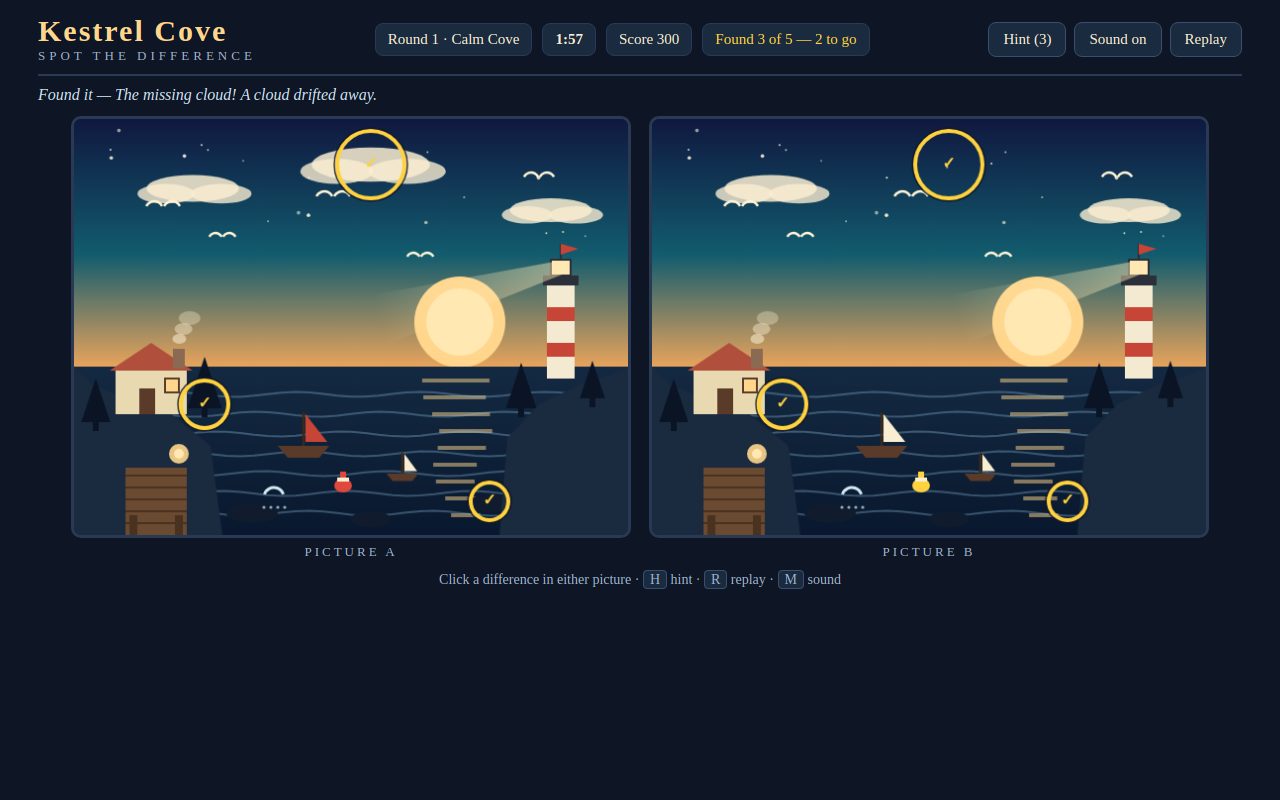 Kestrel Cove
SPOT THE DIFFERENCE
Round 1 · Calm Cove
1:57
Score 300
Found 3 of 5 — 2 to go
Hint (3)
Sound on
Replay
Found it — The missing cloud! A cloud drifted away.
PICTURE A
PICTURE B
Click a difference in either picture · H hint · R replay · M sound